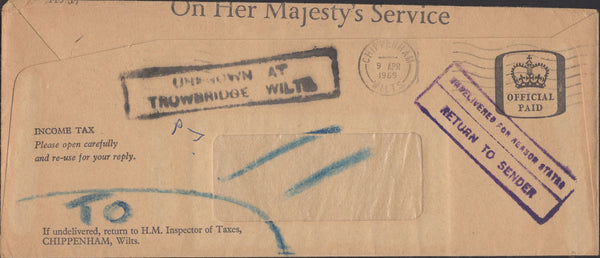 On Her Majesty's Service
UNKNOWN AT
TROWBRIDGE WILTS
CHIPPENHAM
9 APR
1969
WILTS.
OFFICIAL
PAID
UNDELIVERED FOR REASON STATED
RETURN TO SENDER
INCOME TAX
Please open carefully
and re-use for your reply.
TO
If undelivered, return to H.M. Inspector of Taxes,
CHIPPENHAM, Wilts.